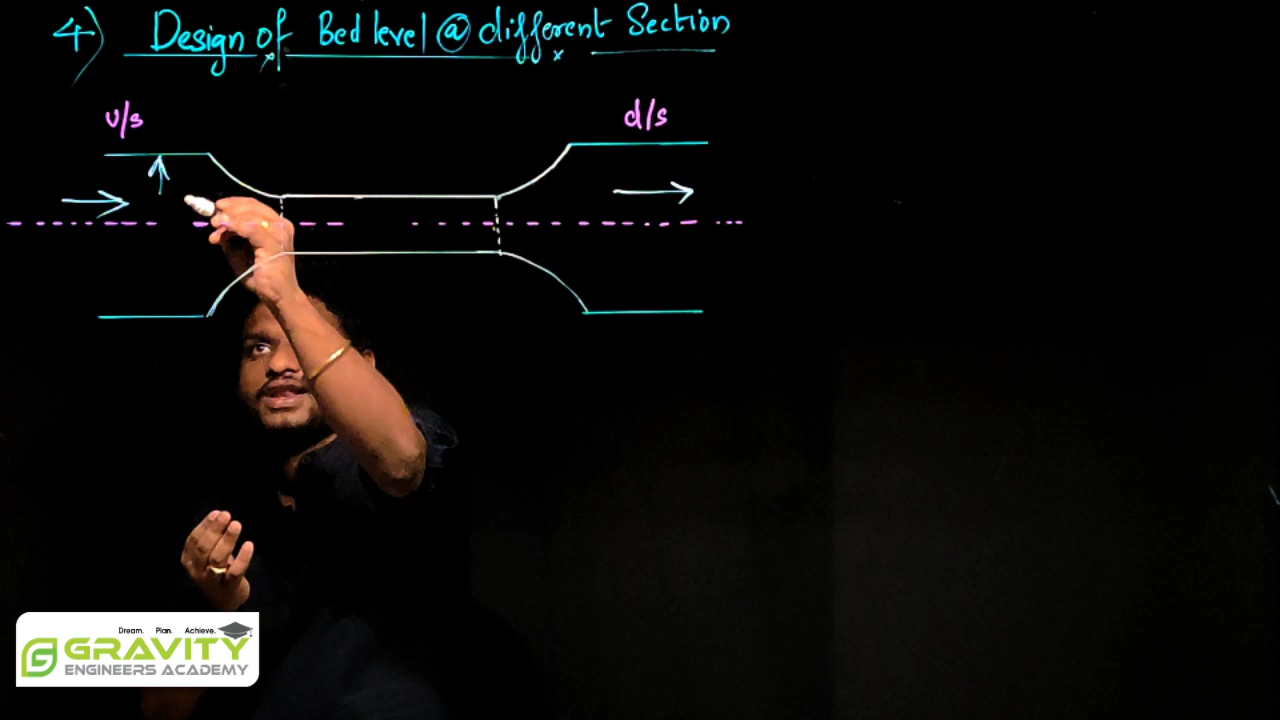 4) Design of Bed level @ different Section
u/s
d/s
Dream. Plan. Achieve.
GRAVITY
ENGINEERS ACADEMY